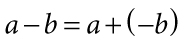 a − b = a + (−b)